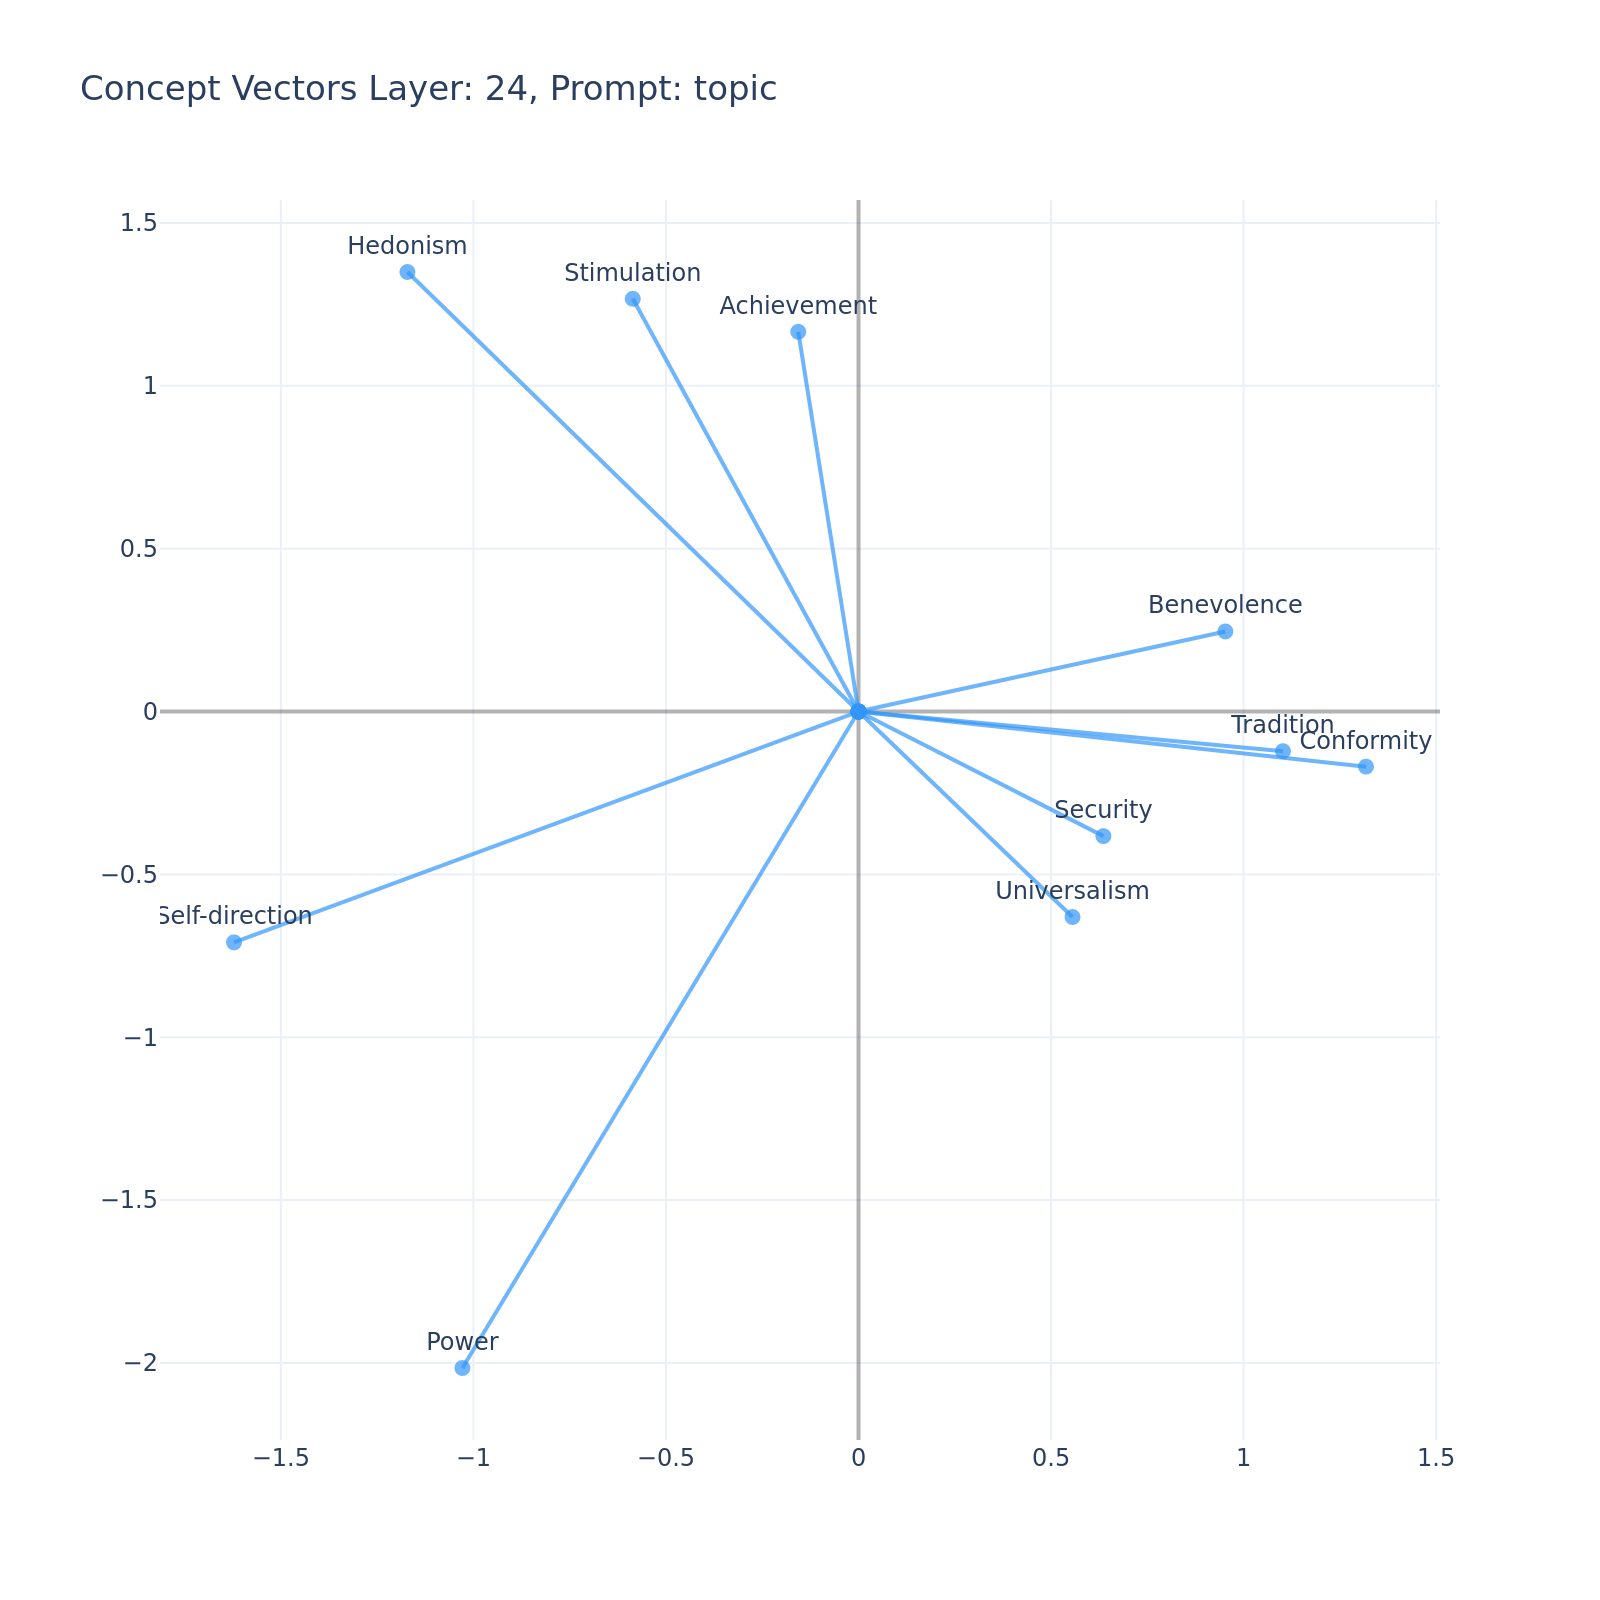 Concept Vectors Layer: 24, Prompt: topic
1.5
Hedonism
Stimulation
Achievement
1
0.5
Benevolence
0
Tradition
Conformity
Security
−0.5
Universalism
Self-direction
−1
−1.5
Power
−2
−1.5 −1 −0.5 0 0.5 1 1.5